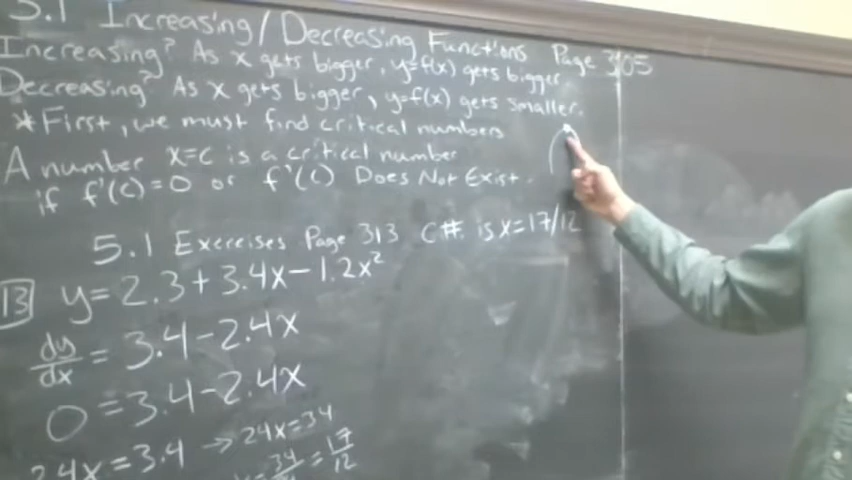 5.1 Increasing/Decreasing Functions Page 305
Increasing? As x gets bigger, y=f(x) gets bigger
Decreasing? As x gets bigger, y=f(x) gets smaller.
*First, we must find critical numbers
A number x=c is a critical number
if f'(c)=0 or f'(c) Does Not Exist.
5.1 Exercises Page 313 C#. is x=17/12
13 y=2.3+3.4x-1.2x²
dy/dx = 3.4-2.4x
0=3.4-2.4x
2.4x=3.4 → 24x=34
x=34/24=17/12